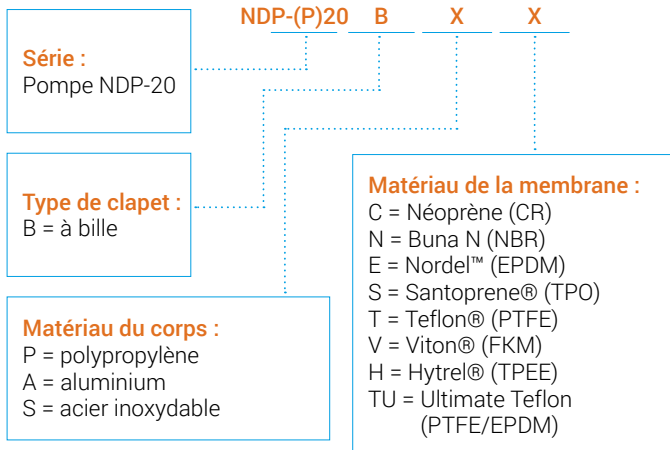 NDP-(P)20 B X X
Série :
Pompe NDP-20
Type de clapet :
B = à bille
Matériau du corps :
P = polypropylène
A = aluminium
S = acier inoxydable
Matériau de la membrane :
C = Néoprène (CR)
N = Buna N (NBR)
E = Nordel™ (EPDM)
S = Santoprene® (TPO)
T = Teflon® (PTFE)
V = Viton® (FKM)
H = Hytrel® (TPEE)
TU = Ultimate Teflon
(PTFE/EPDM)